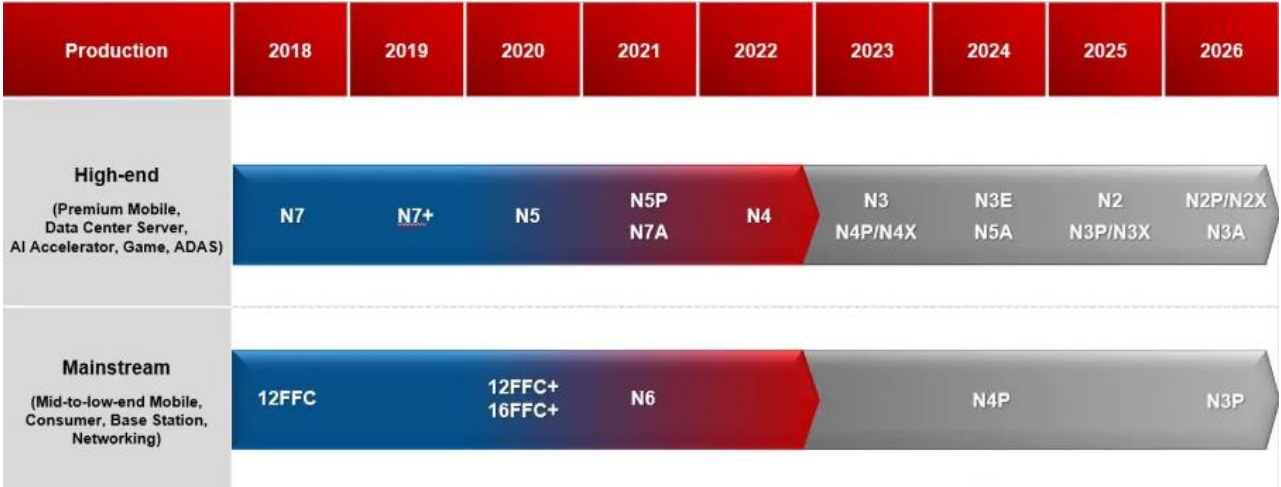 Production 2018 2019 2020 2021 2022 2023 2024 2025 2026
High-end
(Premium Mobile,
Data Center Server,
AI Accelerator, Game, ADAS)
N7 N7+ N5 N5P N4 N3 N3E N2 N2P/N2X
N7A N4P/N4X N5A N3P/N3X N3A
Mainstream
(Mid-to-low-end Mobile,
Consumer, Base Station,
Networking)
12FFC 12FFC+ N6 N4P N3P
16FFC+